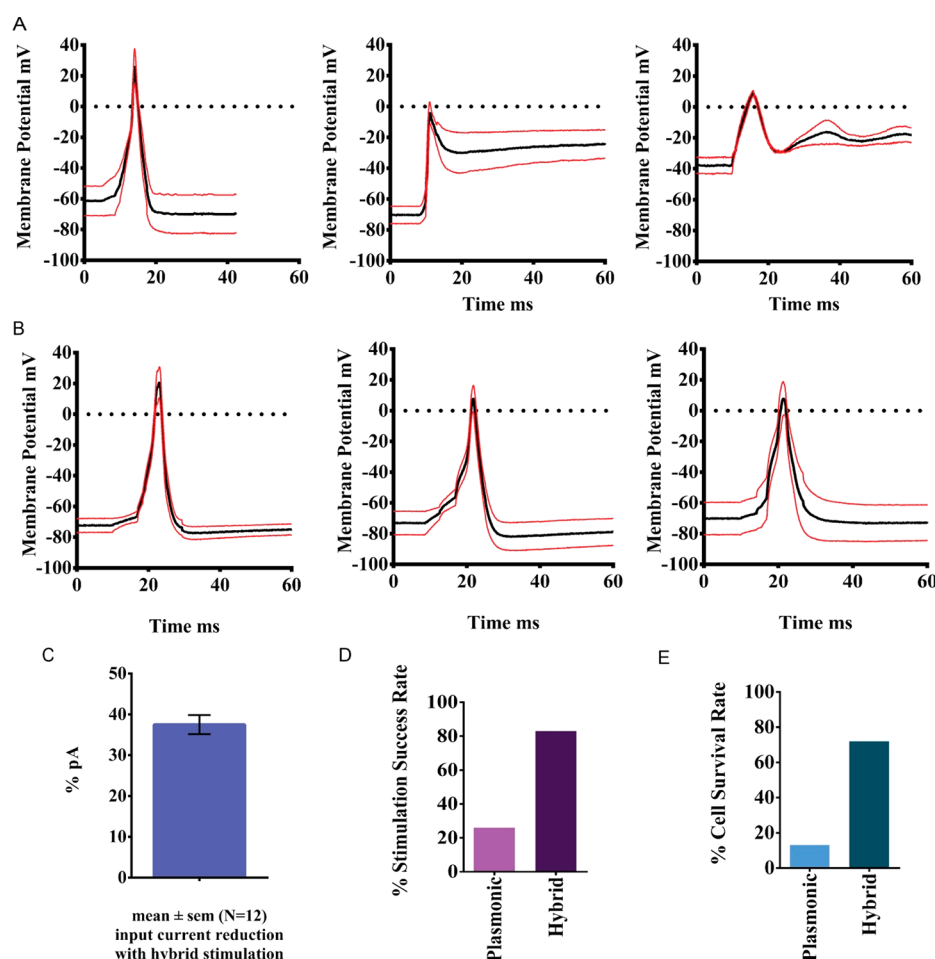 A
Membrane Potential mV
40
20
0
-20
-40
-60
-80
-100
0 20 40 60
Membrane Potential mV
40
20
0
-20
-40
-60
-80
-100
0 20 40 60
Time ms
Membrane Potential mV
40
20
0
-20
-40
-60
-80
-100
0 20 40 60
Time ms
B
Membrane Potential mV
40
20
0
-20
-40
-60
-80
-100
0 20 40 60
Time ms
Membrane Potential mV
40
20
0
-20
-40
-60
-80
-100
0 20 40 60
Time ms
Membrane Potential mV
40
20
0
-20
-40
-60
-80
-100
0 20 40 60
Time ms
C
% pA
50
40
30
20
10
0
mean ± sem (N=12)
input current reduction
with hybrid stimulation
D
% Stimulation Success Rate
100
80
60
40
20
0
Plasmonic
Hybrid
E
% Cell Survival Rate
100
80
60
40
20
0
Plasmonic
Hybrid